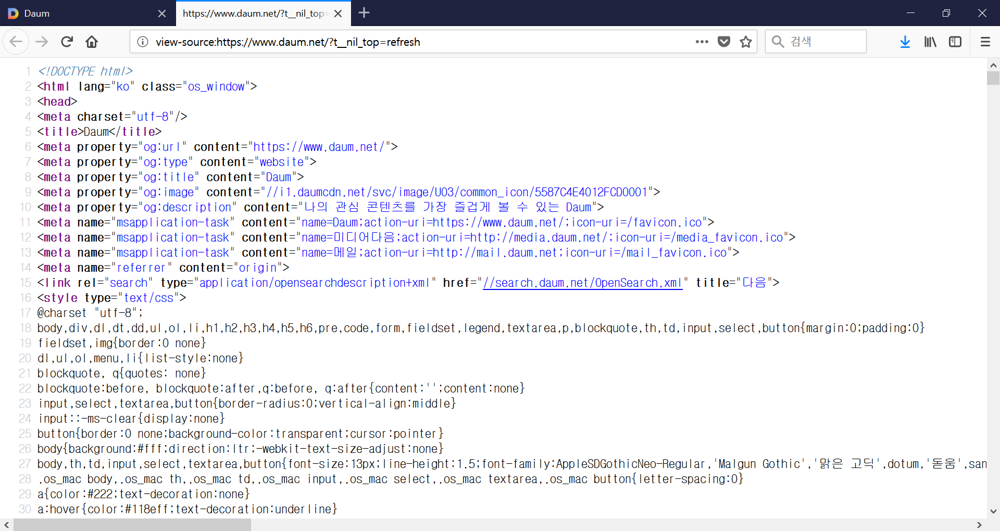 Daum
https://www.daum.net/?t__nil_top=
view-source:https://www.daum.net/?t__nil_top=refresh
검색
1 <!DOCTYPE html>
2 <html lang="ko" class="os_window">
3 <head>
4 <meta charset="utf-8"/>
5 <title>Daum</title>
6 <meta property="og:url" content="https://www.daum.net/">
7 <meta property="og:type" content="website">
8 <meta property="og:title" content="Daum">
9 <meta property="og:image" content="//i1.daumcdn.net/svc/image/U03/common_icon/5587C4E4012FCD0001">
10 <meta property="og:description" content="나의 관심 콘텐츠를 가장 즐겁게 볼 수 있는 Daum">
11 <meta name="msapplication-task" content="name=Daum;action-uri=https://www.daum.net/;icon-uri=/favicon.ico">
12 <meta name="msapplication-task" content="name=미디어다음;action-uri=http://media.daum.net/;icon-uri=/media_favicon.ico">
13 <meta name="msapplication-task" content="name=메일;action-uri=http://mail.daum.net;icon-uri=/mail_favicon.ico">
14 <meta name="referrer" content="origin">
15 <link rel="search" type="application/opensearchdescription+xml" href="//search.daum.net/OpenSearch.xml" title="다음">
16 <style type="text/css">
17 @charset "utf-8";
18 body,div,dl,dt,dd,ul,ol,li,h1,h2,h3,h4,h5,h6,pre,code,form,fieldset,legend,textarea,p,blockquote,th,td,input,select,button{margin:0;padding:0}
19 fieldset,img{border:0 none}
20 dl,ul,ol,menu,li{list-style:none}
21 blockquote, q{quotes: none}
22 blockquote:before, blockquote:after,q:before, q:after{content:'';content:none}
23 input,select,textarea,button{border-radius:0;vertical-align:middle}
24 input::-ms-clear{display:none}
25 button{border:0 none;background-color:transparent;cursor:pointer}
26 body{background:#fff;direction:ltr;-webkit-text-size-adjust:none}
27 body,th,td,input,select,textarea,button{font-size:13px;line-height:1.5;font-family:AppleSDGothicNeo-Regular,'Malgun Gothic','맑은 고딕',dotum,'돋움',san
28 .os_mac body,.os_mac th,.os_mac td,.os_mac input,.os_mac select,.os_mac textarea,.os_mac button{letter-spacing:0}
29 a{color:#222;text-decoration:none}
30 a:hover{color:#118eff;text-decoration:underline}